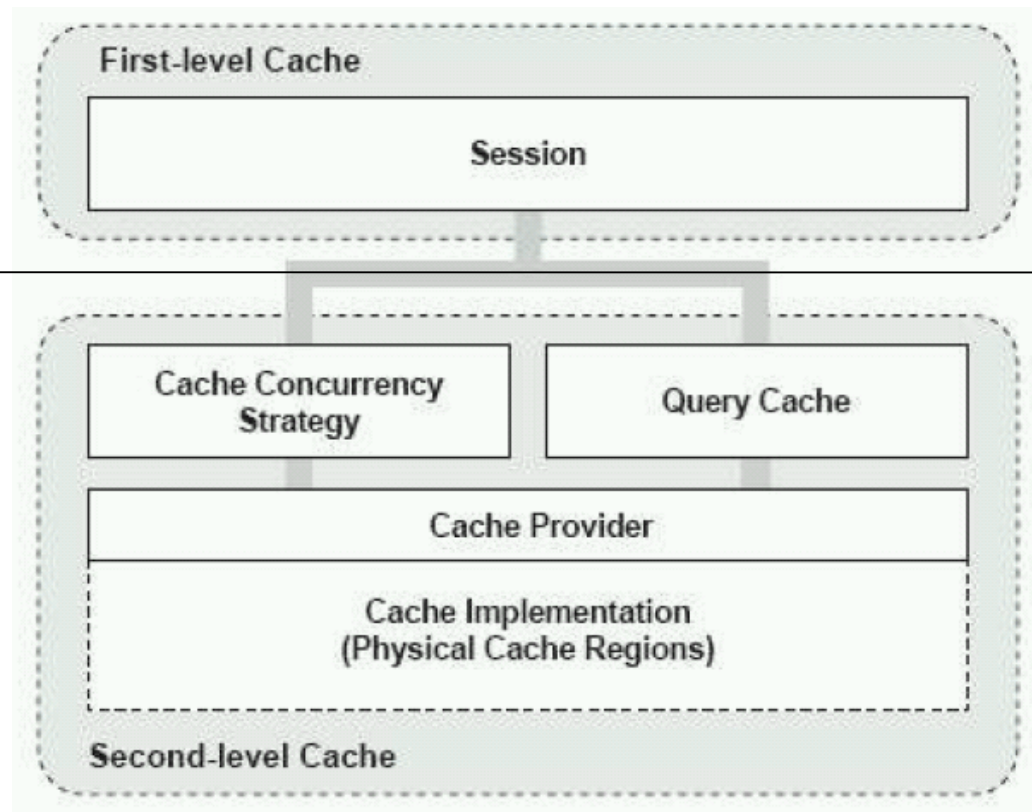 First-level Cache
Session
Cache Concurrency
Strategy
Query Cache
Cache Provider
Cache Implementation
(Physical Cache Regions)
Second-level Cache